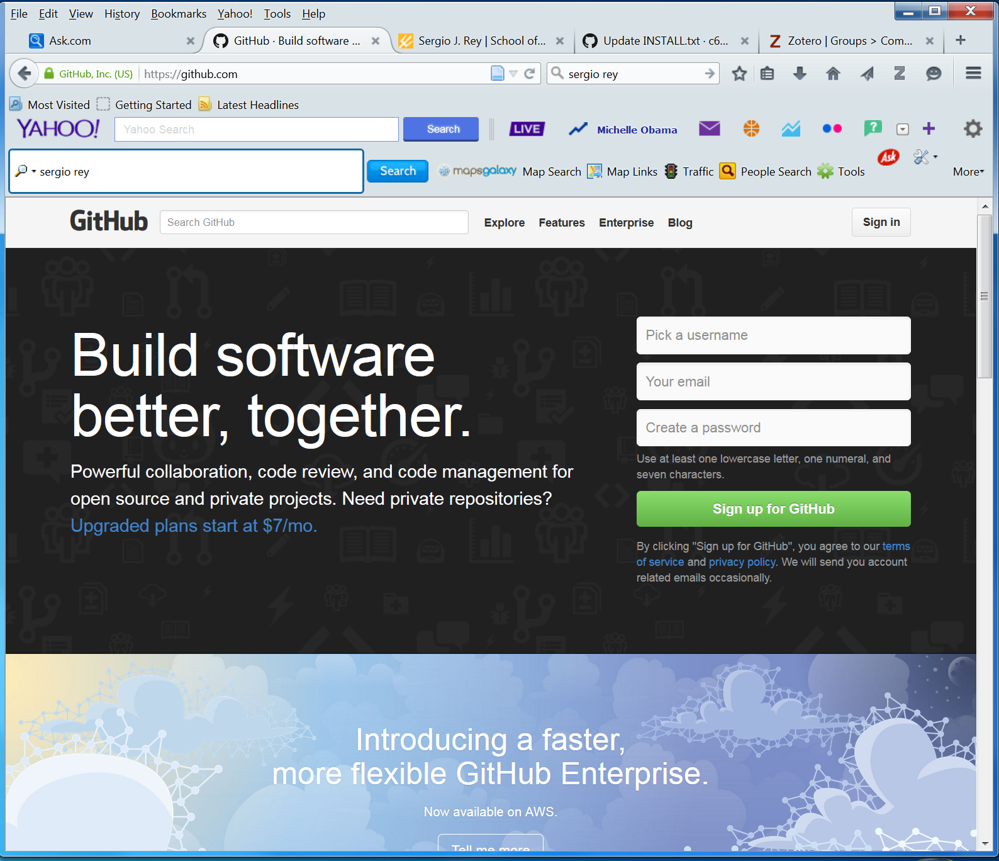 File Edit View History Bookmarks Yahoo! Tools Help
Ask.com
GitHub · Build software ...
Sergio J. Rey | School of...
Update INSTALL.txt · c6...
Zotero | Groups > Com...
GitHub, Inc. (US) https://github.com
sergio rey
Most Visited Getting Started Latest Headlines
YAHOO! Yahoo Search Search LIVE Michelle Obama
sergio rey Search mapsgalaxy Map Search Map Links Traffic People Search Tools Ask More
GitHub Search GitHub Explore Features Enterprise Blog Sign in
Build software
better, together.
Powerful collaboration, code review, and code management for
open source and private projects. Need private repositories?
Upgraded plans start at $7/mo.
Pick a username
Your email
Create a password
Use at least one lowercase letter, one numeral, and
seven characters.
Sign up for GitHub
By clicking "Sign up for GitHub", you agree to our terms
of service and privacy policy. We will send you account
related emails occasionally.
Introducing a faster,
more flexible GitHub Enterprise.
Now available on AWS.
Tell me more